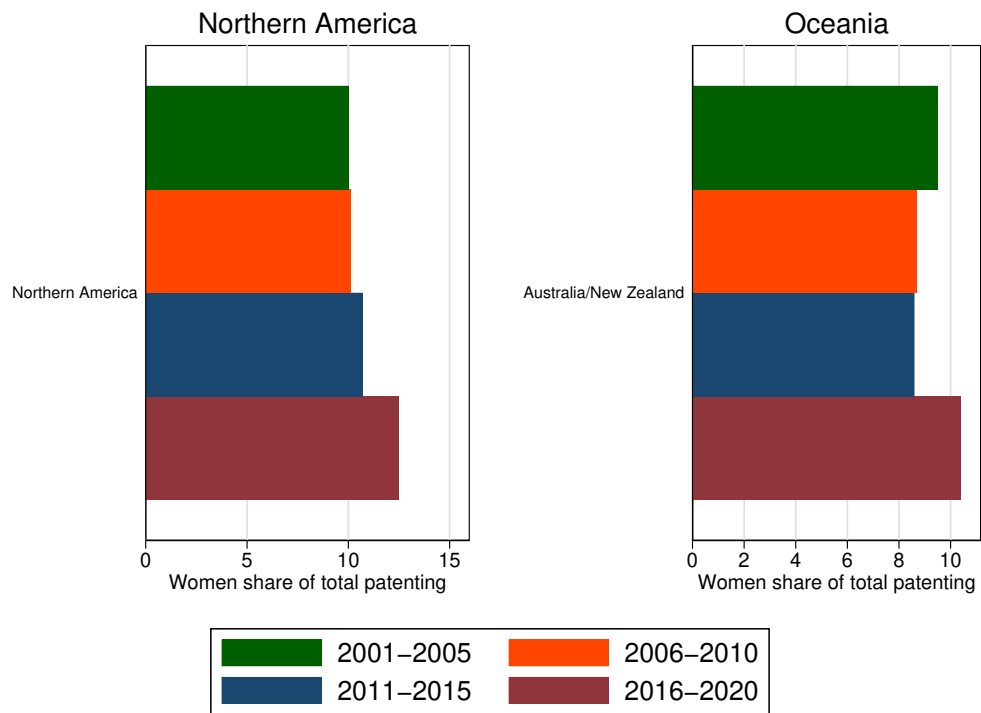 Northern America
Oceania
Northern America
Australia/New Zealand
0 5 10 15
0 2 4 6 8 10
Women share of total patenting
Women share of total patenting
2001−2005
2006−2010
2011−2015
2016−2020